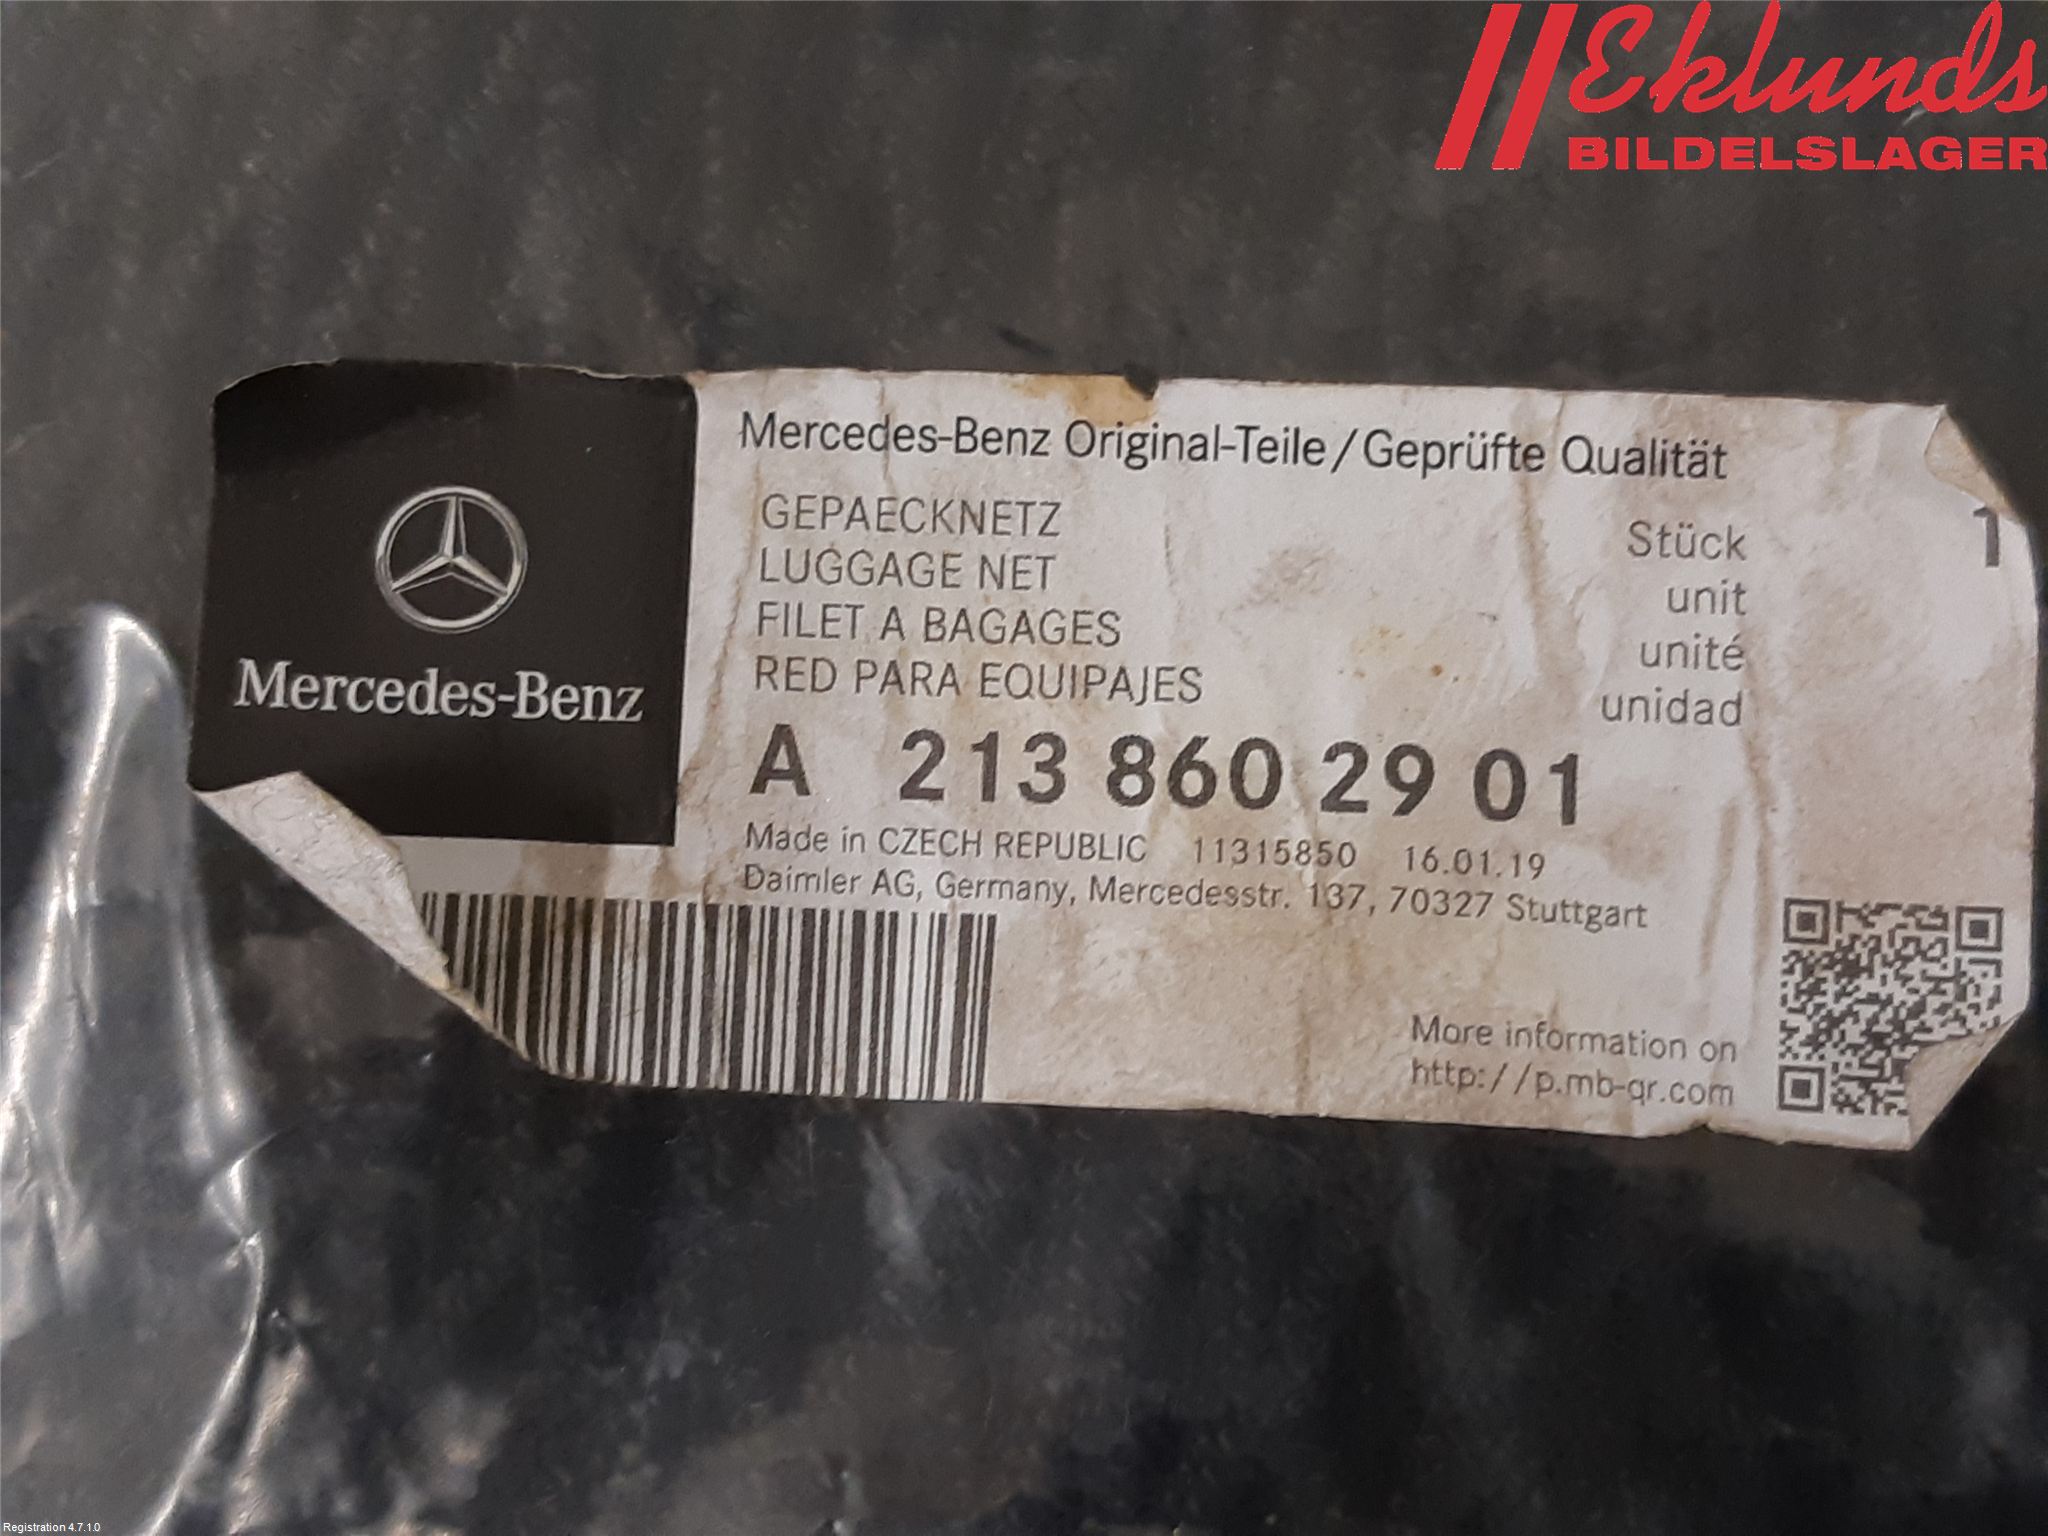 Eklunds
BILDELSLAGER
Mercedes-Benz
Mercedes-Benz Original-Teile/Geprüfte Qualität
GEPAECKNETZ
LUGGAGE NET
FILET A BAGAGES
RED PARA EQUIPAJES
Stück 1
unit
unité
unidad
A 213 860 29 01
Made in CZECH REPUBLIC 11315850 16.01.19
Daimler AG, Germany, Mercedesstr. 137, 70327 Stuttgart
More information on
http://p.mb-qr.com
Registration 4.7.1.0